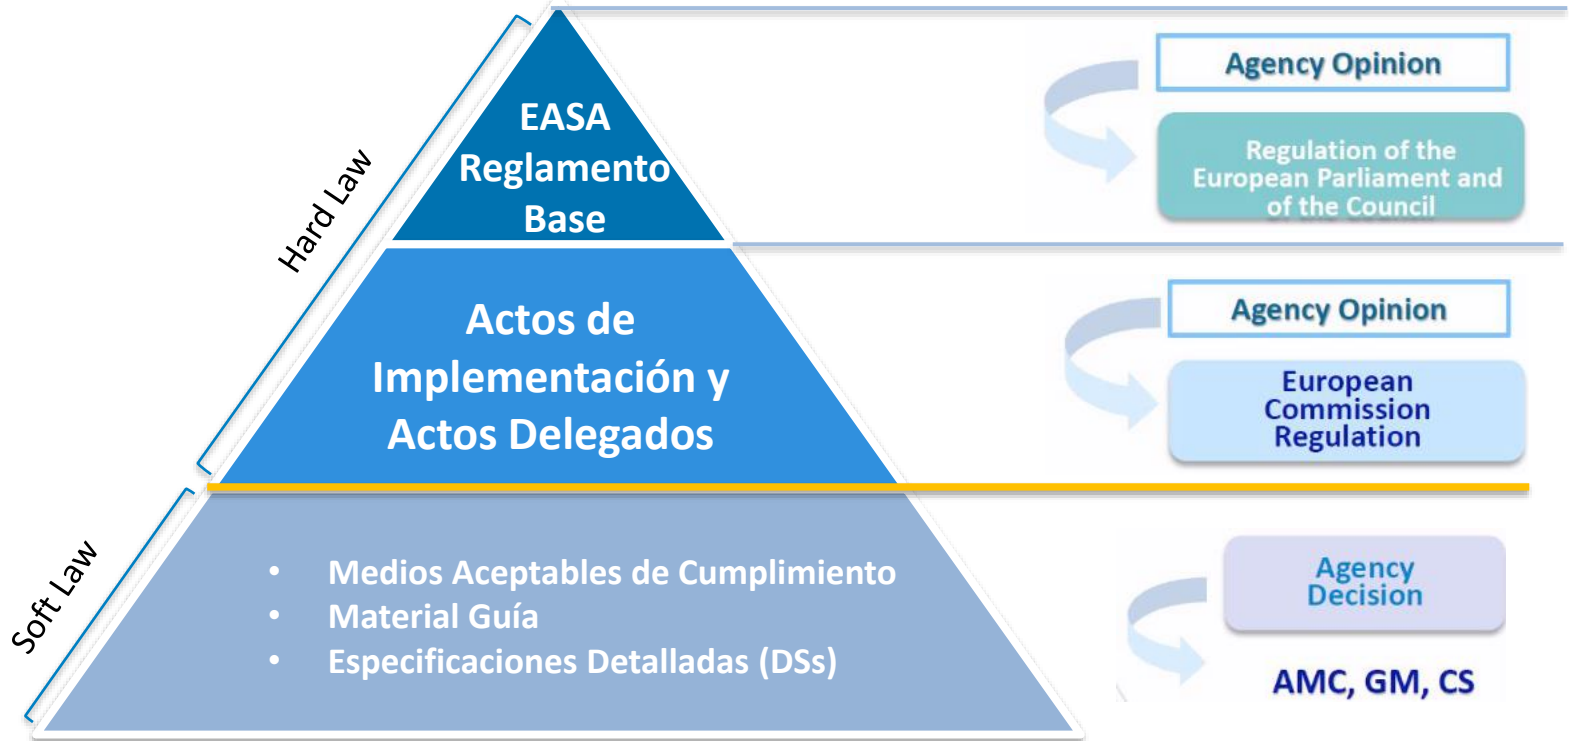 Hard Law
Soft Law
EASA
Reglamento
Base
Actos de
Implementación y
Actos Delegados
• Medios Aceptables de Cumplimiento
• Material Guía
• Especificaciones Detalladas (DSs)
Agency Opinion
Regulation of the
European Parliament and
of the Council
Agency Opinion
European
Commission
Regulation
Agency
Decision
AMC, GM, CS